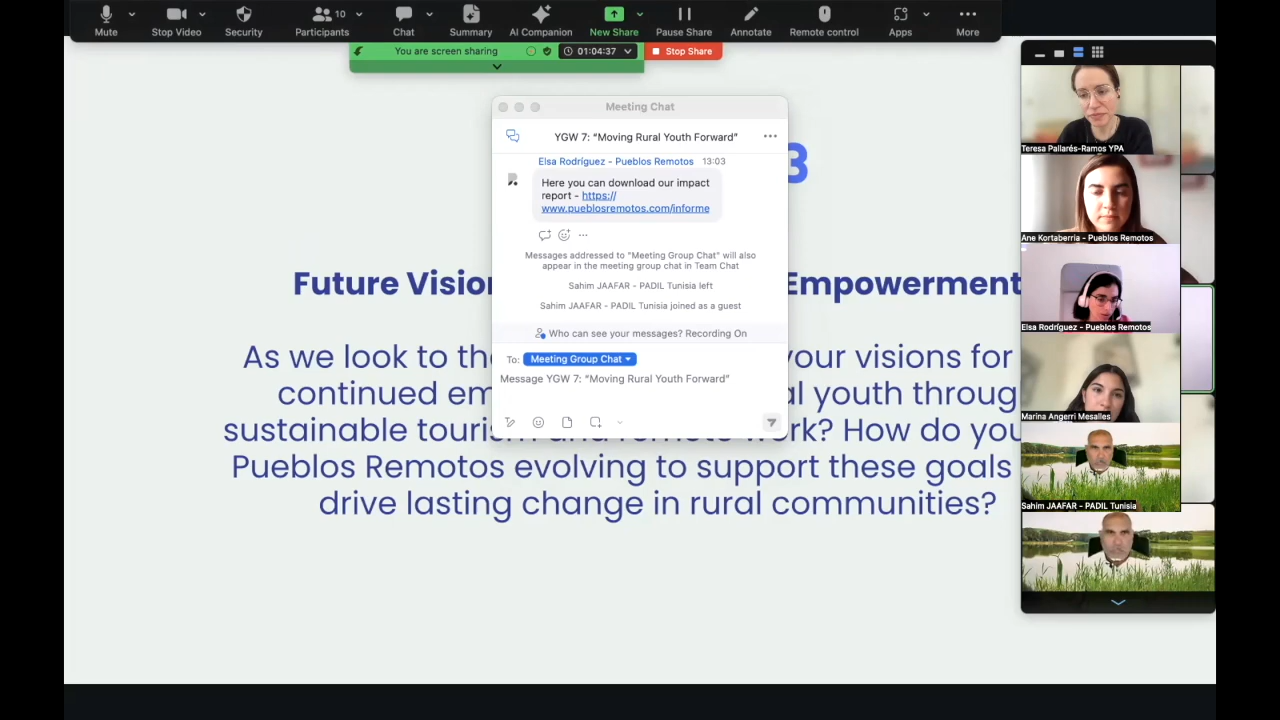 10
Mute
Stop Video
Security
Participants
Chat
Summary
AI Companion
New Share
Pause Share
Annotate
Remote control
Apps
More
You are screen sharing
01:04:37
Stop Share
Meeting Chat
YGW 7: “Moving Rural Youth Forward”
Elsa Rodríguez - Pueblos Remotos 13:03
Here you can download our impact
report - https://
www.pueblosremotos.com/informe
Messages addressed to "Meeting Group Chat" will also
appear in the meeting group chat in Team Chat
Sahim JAAFAR - PADIL Tunisia left
Sahim JAAFAR - PADIL Tunisia joined as a guest
Who can see your messages? Recording On
To: Meeting Group Chat
Message YGW 7: “Moving Rural Youth Forward”
3
Future Empowerment
As we look to your visions for
continued youth
sustainable work? How do
Pueblos Remotos evolving to support these goals
drive lasting change in rural communities?
Teresa Pallarés-Ramos YPA
Ane Kortaberria - Pueblos Remotos
Elsa Rodríguez - Pueblos Remotos
Marina Angerri Mesalles
Sahim JAAFAR - PADIL Tunisia